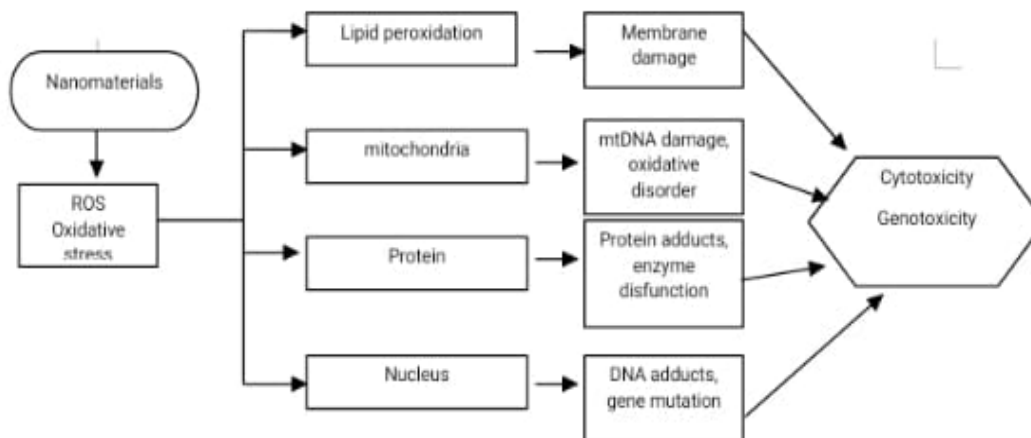 Nanomaterials
ROS
Oxidative
stress
Lipid peroxidation
mitochondria
Protein
Nucleus
Membrane
damage
mtDNA damage,
oxidative
disorder
Protein adducts,
enzyme
disfunction
DNA adducts,
gene mutation
Cytotoxicity
Genotoxicity